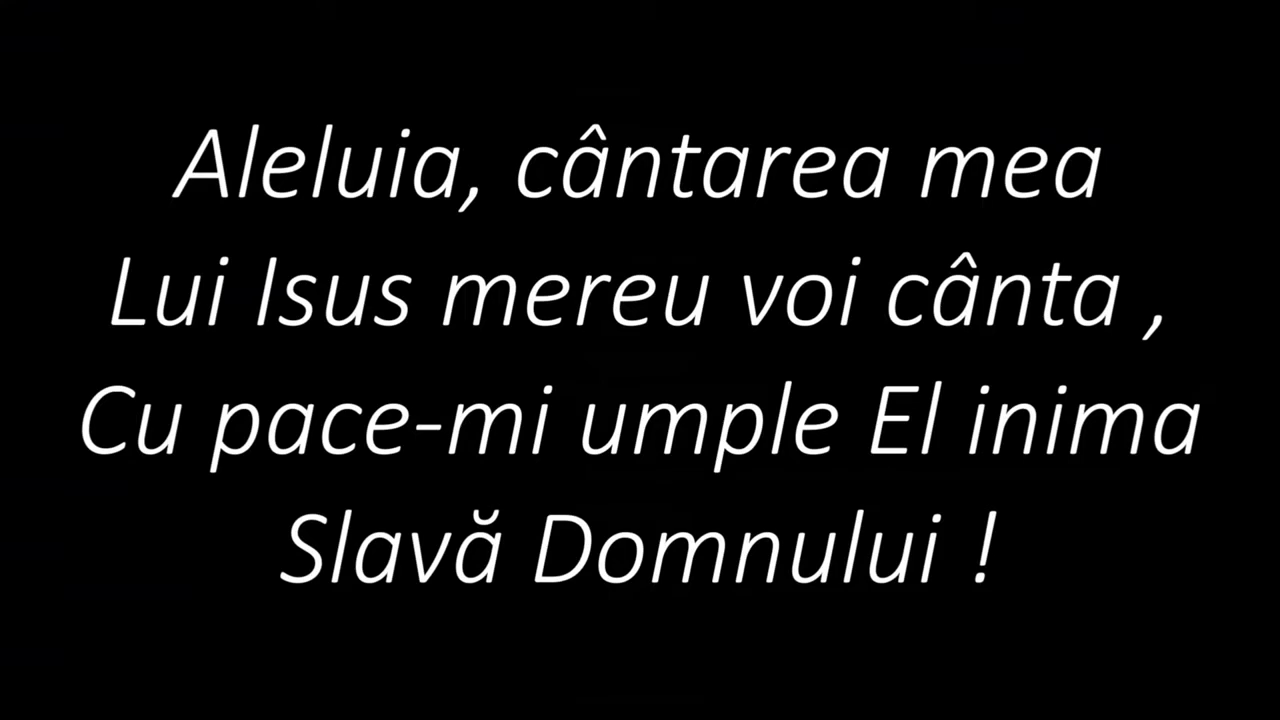 Aleluia, cântarea mea
Lui Isus mereu voi cânta ,
Cu pace-mi umple El inima
Slavă Domnului !